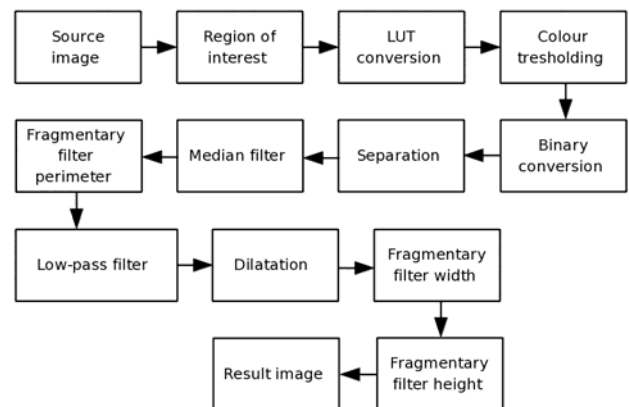 Source
image
Region of
interest
LUT
conversion
Colour
tresholding
Fragmentary
filter
perimeter
Median filter
Separation
Binary
conversion
Low-pass filter
Dilatation
Fragmentary
filter width
Result image
Fragmentary
filter height